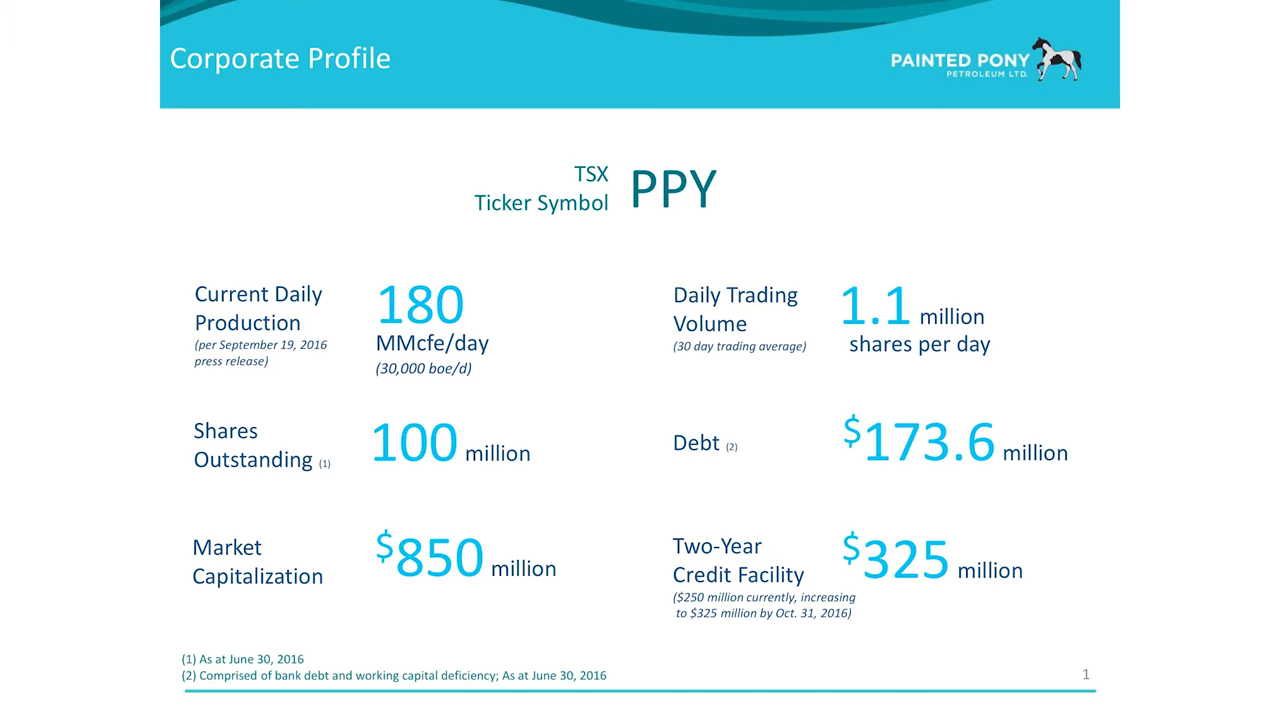 Corporate Profile
PAINTED PONY
PETROLEUM LTD.
TSX
Ticker Symbol
PPY
Current Daily
Production
(per September 19, 2016
press release)
180
MMcfe/day
(30,000 boe/d)
Daily Trading
Volume
(30 day trading average)
1.1 million
shares per day
Shares
Outstanding (1)
100 million
Debt (2)
$173.6 million
Market
Capitalization
$850 million
Two-Year
Credit Facility
($250 million currently, increasing
to $325 million by Oct. 31, 2016)
$325 million
(1) As at June 30, 2016
(2) Comprised of bank debt and working capital deficiency; As at June 30, 2016
1